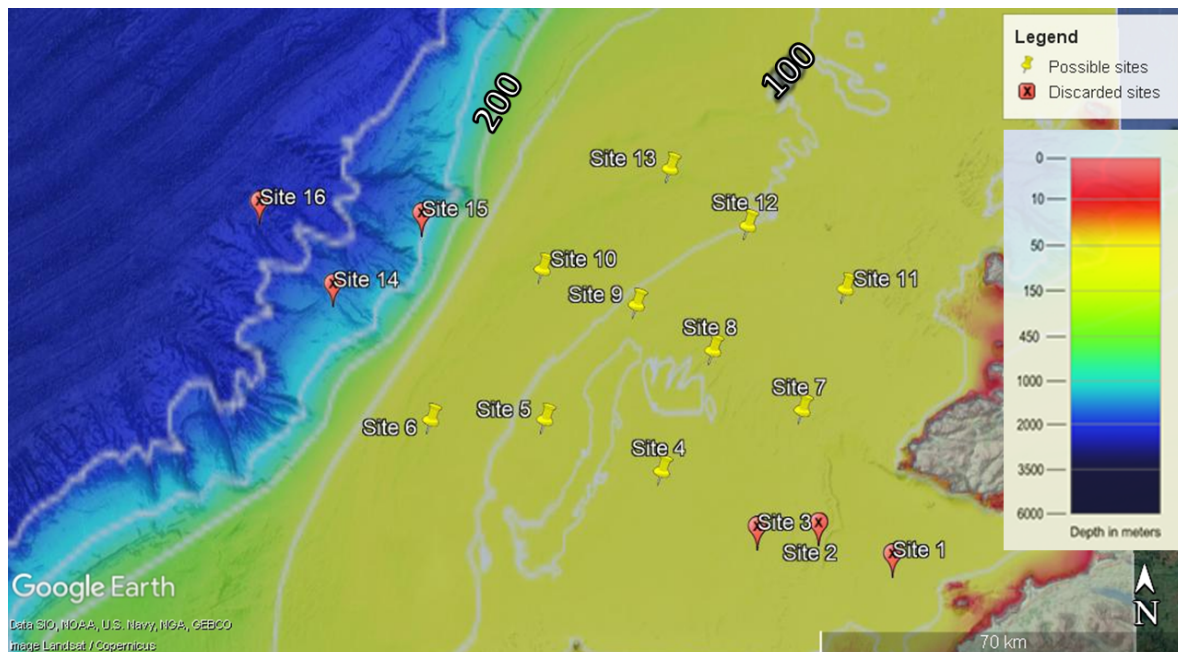 200
100
Legend
Possible sites
Discarded sites
Site 13
Site 16
Site 15
Site 12
Site 10
Site 14
Site 11
Site 9
Site 8
Site 7
Site 5
Site 6
Site 4
Site 3
Site 2
Site 1
0
10
50
150
450
1000
2000
3500
6000
Depth in meters
Google Earth
Data SIO, NOAA, U.S. Navy, NGA, GEBCO
Image Landsat / Copernicus
70 km
N